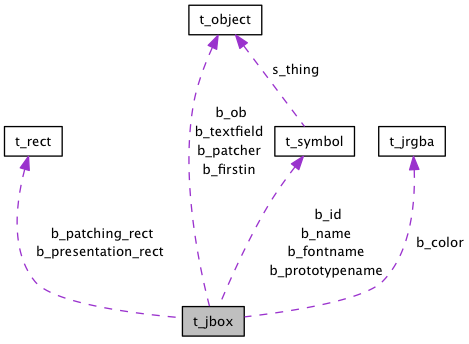 t_object
s_thing
b_ob
b_textfield
b_patcher
b_firstin
t_rect
t_symbol
t_jrgba
b_patching_rect
b_presentation_rect
b_id
b_name
b_fontname
b_prototypename
b_color
t_jbox